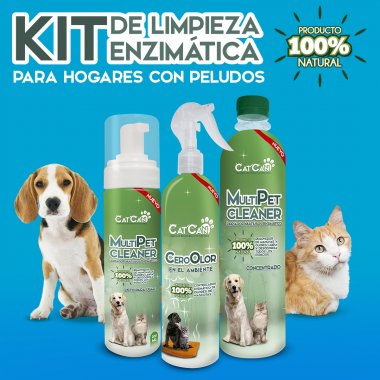 KIT DE LIMPIEZA
ENZIMÁTICA
PARA HOGARES CON PELUDOS
PRODUCTO
100%
NATURAL
NUEVO
CATCAN
MULTIPET
CLEANER
100%
NUEVO
CATCAN
CEROOLOR
EN EL AMBIENTE
100%
NUEVO
CATCAN
MULTIPET
CLEANER
100%
CONCENTRADO